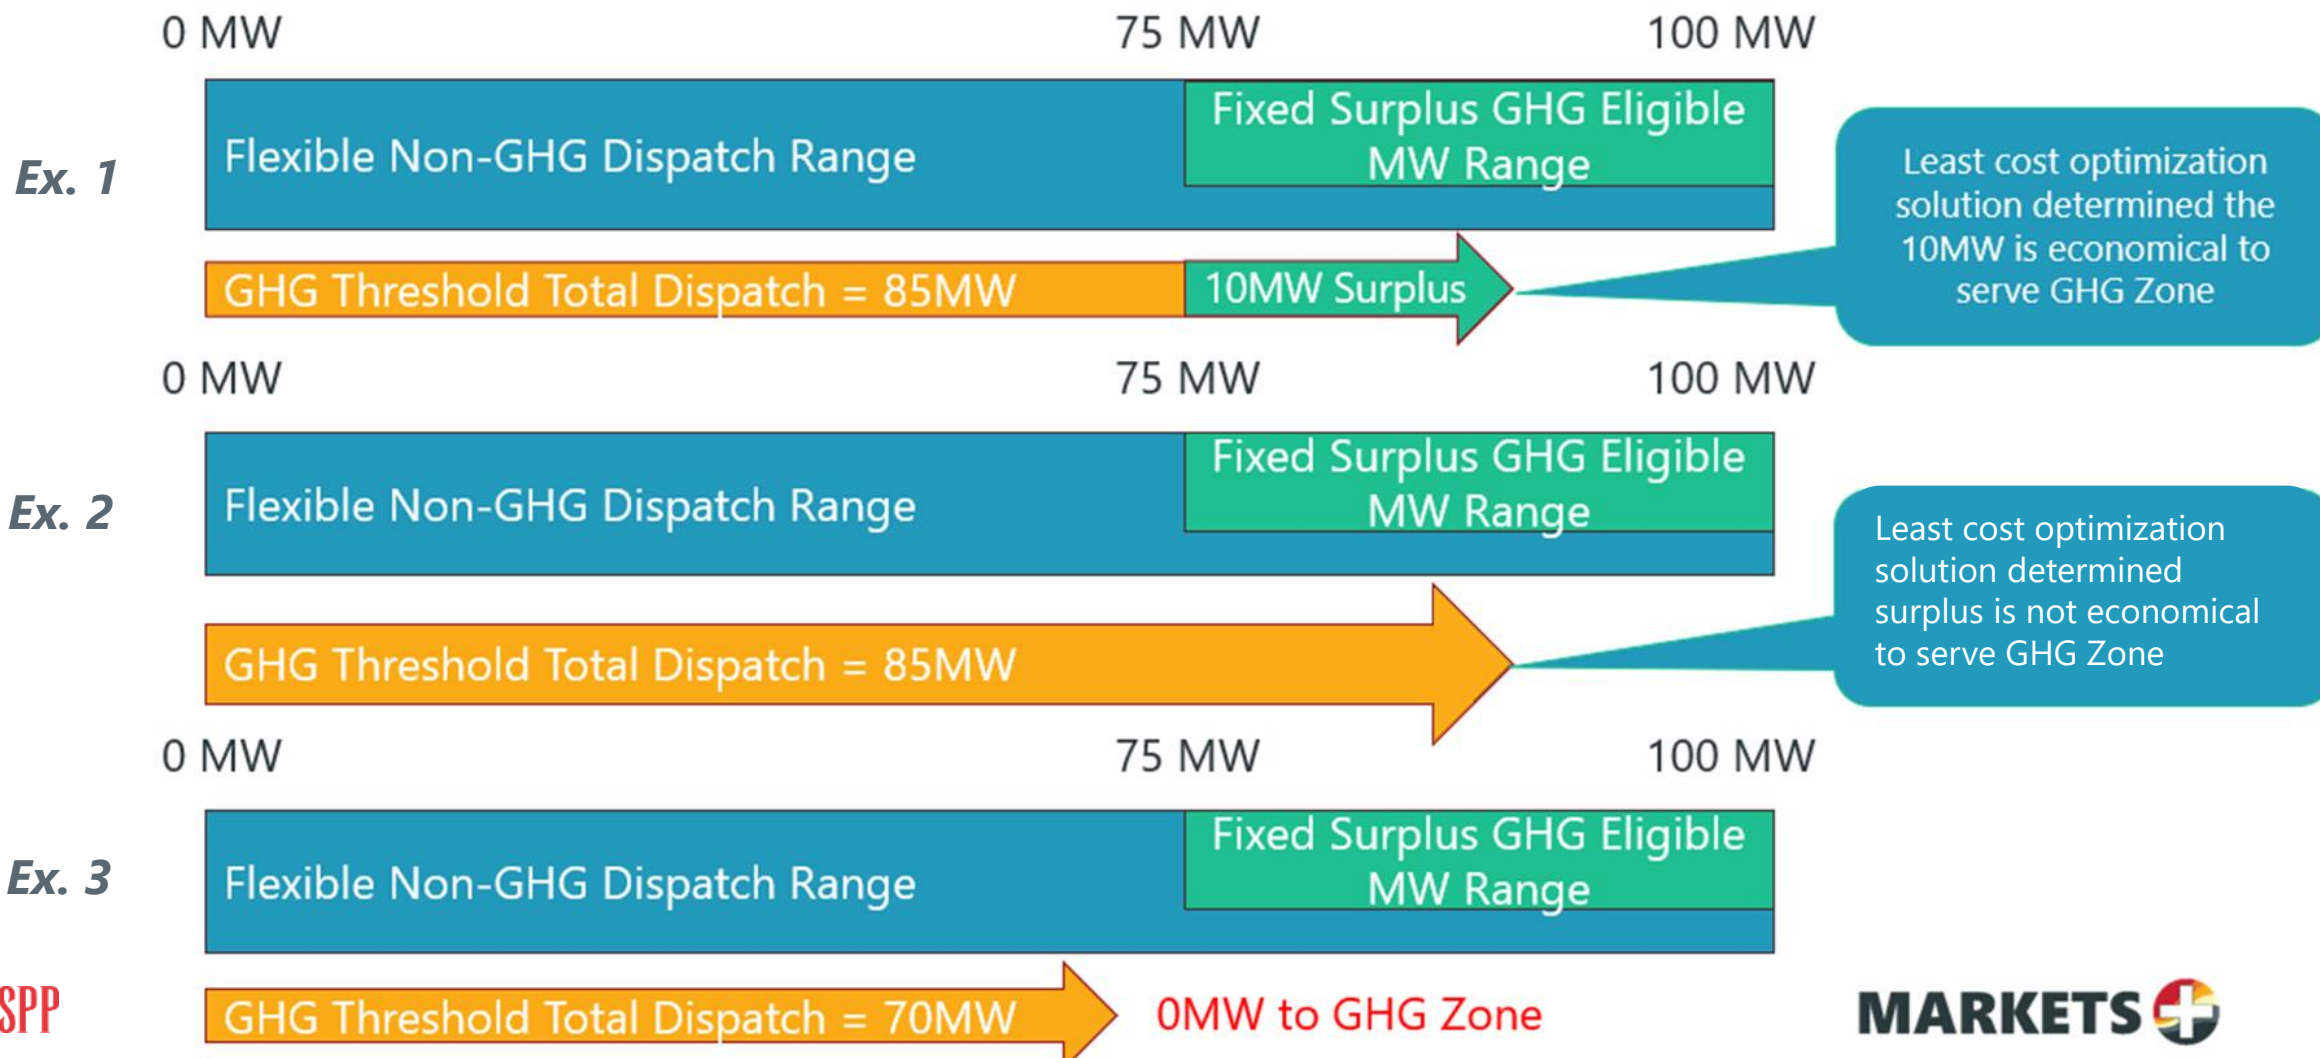 0 MW 75 MW 100 MW
Ex. 1
Flexible Non-GHG Dispatch Range
Fixed Surplus GHG Eligible
MW Range
Least cost optimization
solution determined the
10MW is economical to
serve GHG Zone
GHG Threshold Total Dispatch = 85MW
10MW Surplus
0 MW 75 MW 100 MW
Ex. 2
Flexible Non-GHG Dispatch Range
Fixed Surplus GHG Eligible
MW Range
Least cost optimization
solution determined
surplus is not economical
to serve GHG Zone
GHG Threshold Total Dispatch = 85MW
0 MW 75 MW 100 MW
Ex. 3
Flexible Non-GHG Dispatch Range
Fixed Surplus GHG Eligible
MW Range
GHG Threshold Total Dispatch = 70MW
0MW to GHG Zone
SPP
MARKETS+